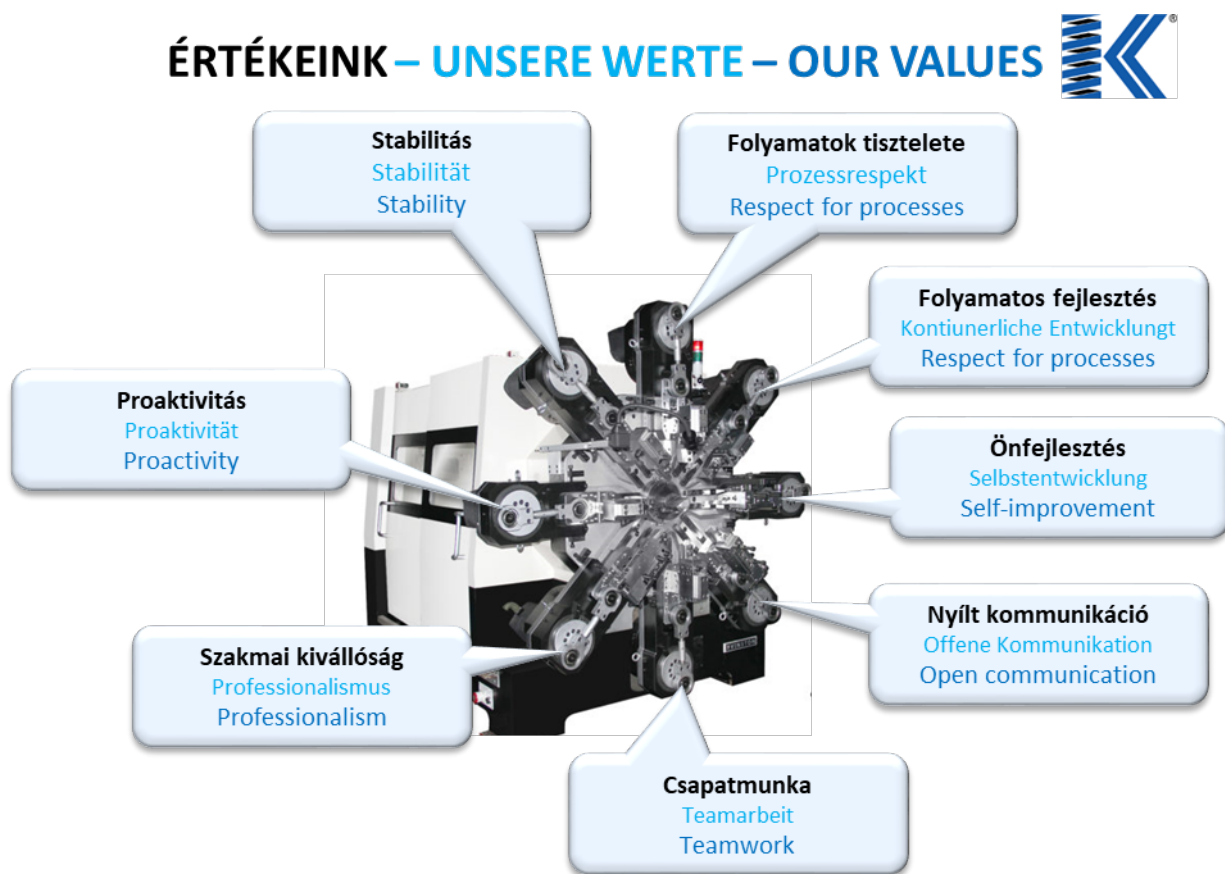 ÉRTÉKEINK – UNSERE WERTE – OUR VALUES
®
Stabilitás
Stabilität
Stability
Folyamatok tisztelete
Prozessrespekt
Respect for processes
Folyamatos fejlesztés
Kontiunerliche Entwicklungt
Respect for processes
Proaktivitás
Proaktivität
Proactivity
Önfejlesztés
Selbstentwicklung
Self-improvement
Nyílt kommunikáció
Offene Kommunikation
Open communication
Szakmai kivállóság
Professionalismus
Professionalism
Csapatmunka
Teamarbeit
Teamwork